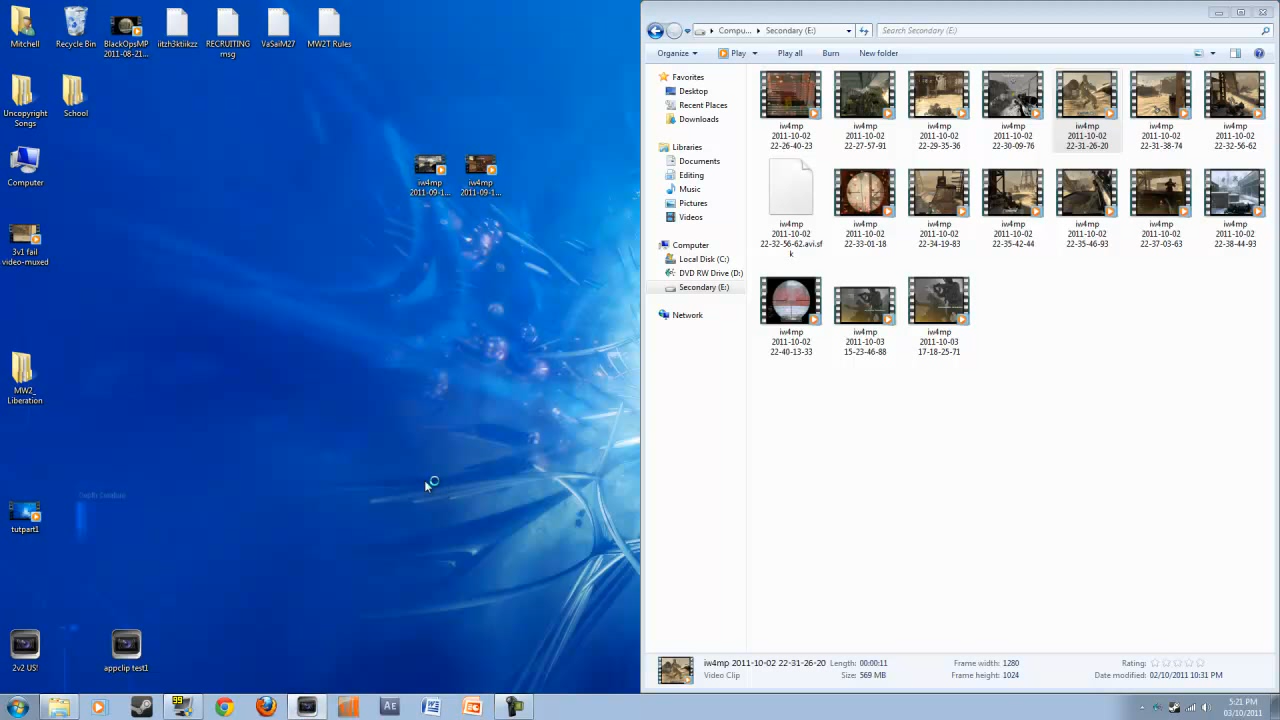 Mitchell
Recycle Bin
BlackOpsMP
2011-08-21...
iitzh3ktiikzz
RECRUITING
msg
VaSaiM27
MW2T Rules
Uncopyright
Songs
School
Computer
iw4mp
2011-09-1...
iw4mp
2011-09-1...
3v1 fail
video-muxed
MW2_
Liberation
tutpart1
2v2 US!
appclip test1
Compu... Secondary (E:)
Search Secondary (E:)
Organize Play Play all Burn New folder
Favorites
Desktop
Recent Places
Downloads
Libraries
Documents
Editing
Music
Pictures
Videos
Computer
Local Disk (C:)
DVD RW Drive (D:)
Secondary (E:)
Network
iw4mp
2011-10-02
22-26-40-23
iw4mp
2011-10-02
22-27-57-91
iw4mp
2011-10-02
22-29-35-36
iw4mp
2011-10-02
22-30-09-76
iw4mp
2011-10-02
22-31-26-20
iw4mp
2011-10-02
22-31-38-74
iw4mp
2011-10-02
22-32-56-62
iw4mp
2011-10-02
22-32-56-62.avi.sf
k
iw4mp
2011-10-02
22-33-01-18
iw4mp
2011-10-02
22-34-19-83
iw4mp
2011-10-02
22-35-42-44
iw4mp
2011-10-02
22-35-46-93
iw4mp
2011-10-02
22-37-03-63
iw4mp
2011-10-02
22-38-44-93
iw4mp
2011-10-02
22-40-13-33
iw4mp
2011-10-03
15-23-46-88
iw4mp
2011-10-03
17-18-25-71
iw4mp 2011-10-02 22-31-26-20 Length: 00:00:11 Frame width: 1280 Rating:
Video Clip Size: 569 MB Frame height: 1024 Date modified: 02/10/2011 10:31 PM
99
Ae
5:21 PM
03/10/2011